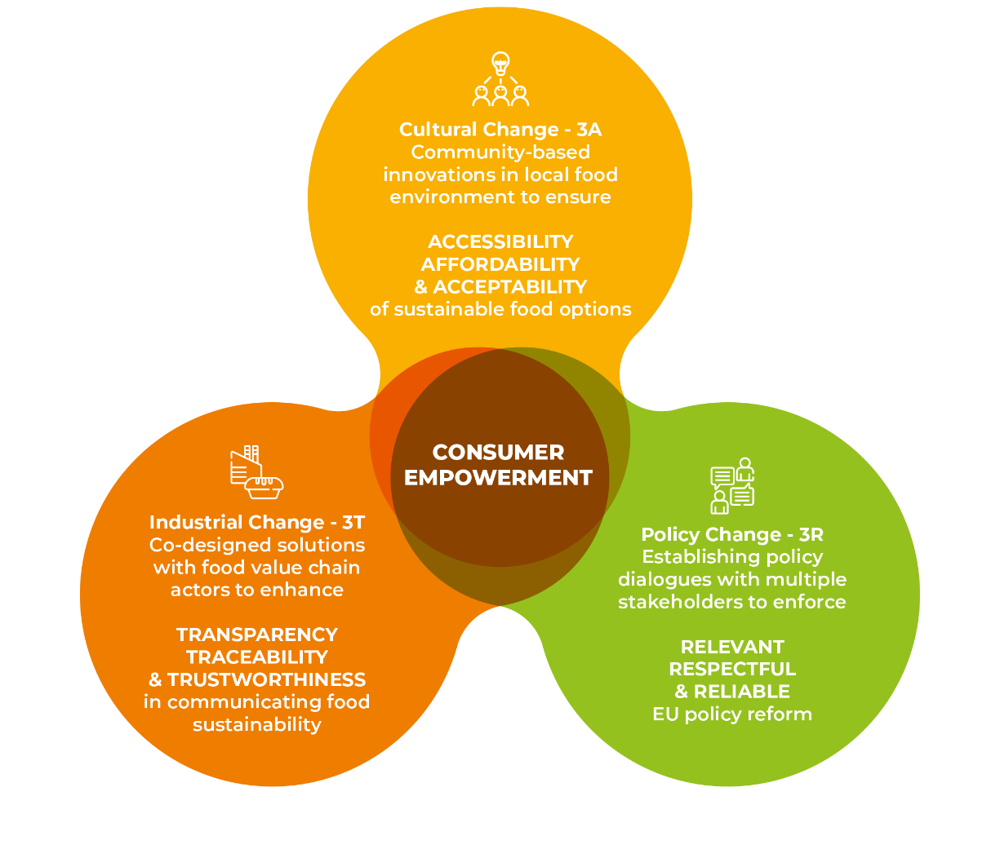 Cultural Change - 3A
Community-based
innovations in local food
environment to ensure
ACCESSIBILITY
AFFORDABILITY
& ACCEPTABILITY
of sustainable food options
CONSUMER
EMPOWERMENT
Industrial Change - 3T
Co-designed solutions
with food value chain
actors to enhance
TRANSPARENCY
TRACEABILITY
& TRUSTWORTHINESS
in communicating food
sustainability
Policy Change - 3R
Establishing policy
dialogues with multiple
stakeholders to enforce
RELEVANT
RESPECTFUL
& RELIABLE
EU policy reform